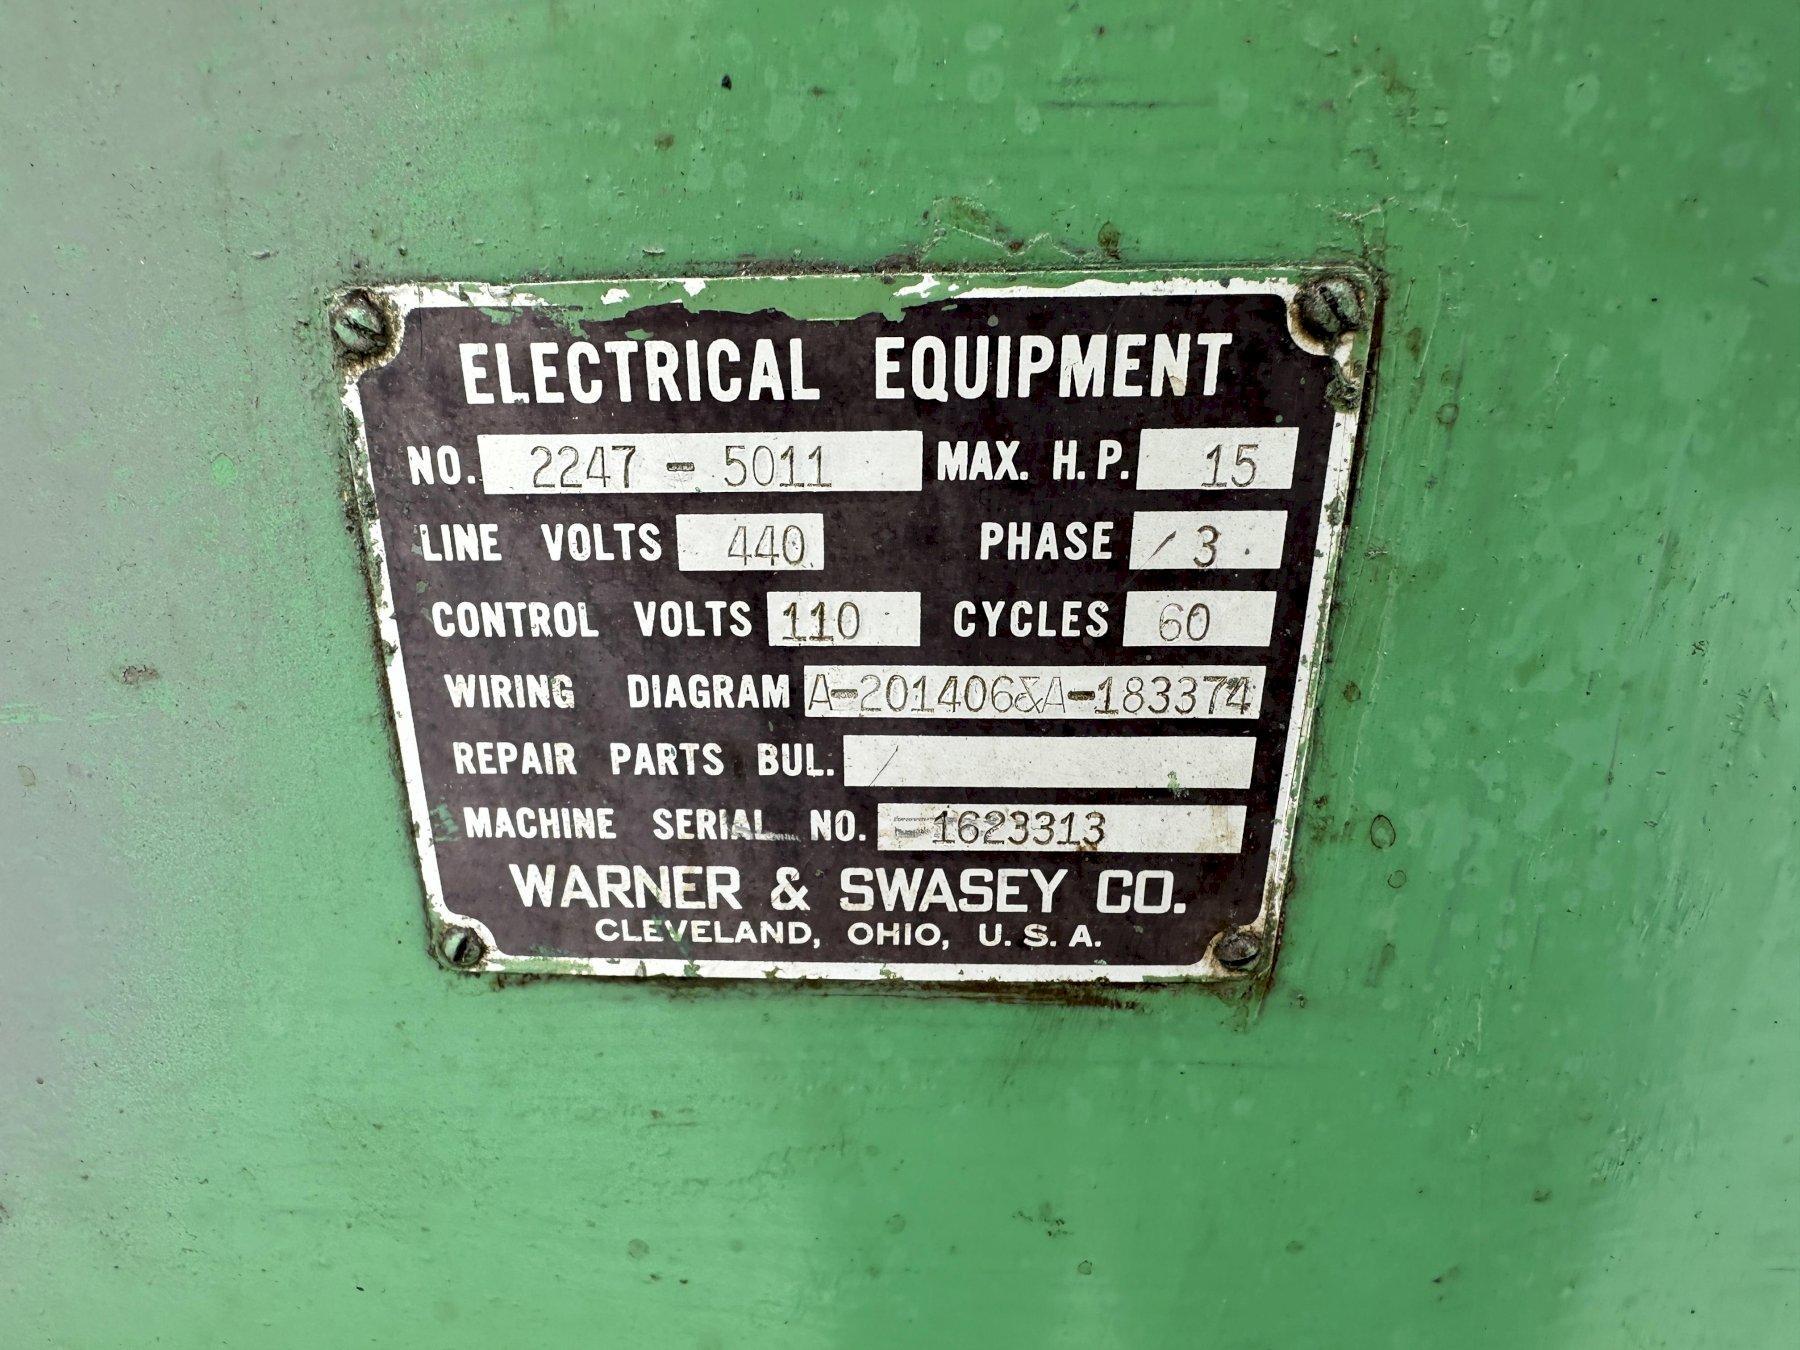 ELECTRICAL EQUIPMENT
NO. 2247 - 5011 MAX. H. P. 15
LINE VOLTS 440 PHASE 3
CONTROL VOLTS 110 CYCLES 60
WIRING DIAGRAM A-201406&A-183374
REPAIR PARTS BUL.
MACHINE SERIAL NO. 1623313
WARNER & SWASEY CO.
CLEVELAND, OHIO, U. S. A.